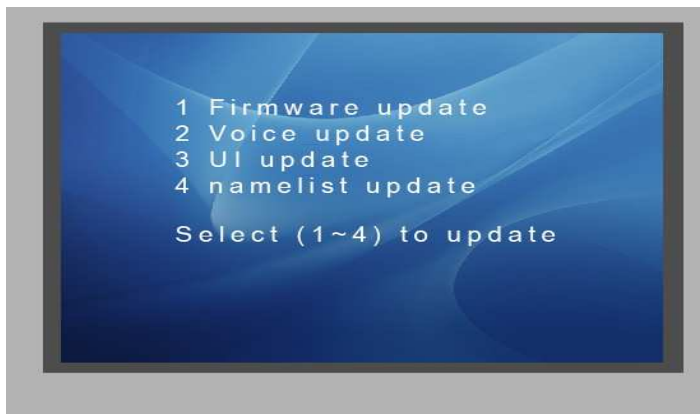 1 Firmware update
2 Voice update
3 UI update
4 namelist update
Select (1~4) to update